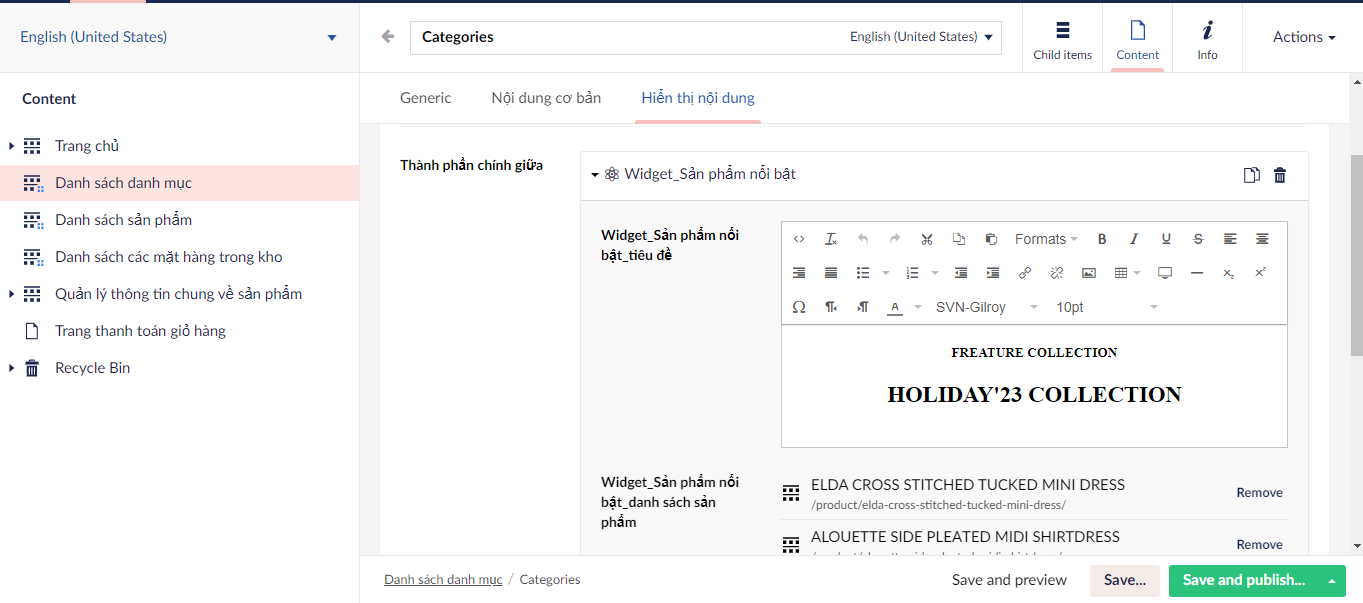 English (United States)
Categories
English (United States)
Child items
Content
Info
Actions
Content
Trang chủ
Danh sách danh mục
Danh sách sản phẩm
Danh sách các mặt hàng trong kho
Quản lý thông tin chung về sản phẩm
Trang thanh toán giỏ hàng
Recycle Bin
Generic
Nội dung cơ bản
Hiển thị nội dung
Thành phần chính giữa
Widget_Sản phẩm nổi bật
Widget_Sản phẩm nổi
bật_tiêu đề
Formats
SVN-Gilroy
10pt
FREATURE COLLECTION
HOLIDAY'23 COLLECTION
Widget_Sản phẩm nổi
bật_danh sách sản
phẩm
ELDA CROSS STITCHED TUCKED MINI DRESS
/product/elda-cross-stitched-tucked-mini-dress/
Remove
ALOUETTE SIDE PLEATED MIDI SHIRTDRESS
Remove
Danh sách danh mục / Categories
Save and preview
Save...
Save and publish...